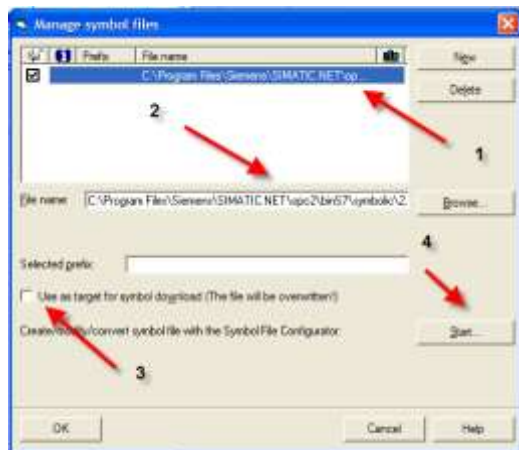 Manage symbol files
Prefix File name
New
C:\Program Files\Siemens\SIMATIC.NET\op...
Delete
2
1
File name: C:\Program Files\Siemens\SIMATIC.NET\opc2\binS7\symbolic\2.
Browse...
4
Selected prefix:
Use as target for symbol download (The file will be overwritten!)
Create/modify/convert symbol file with the Symbol File Configurator:
Start...
3
OK Cancel Help